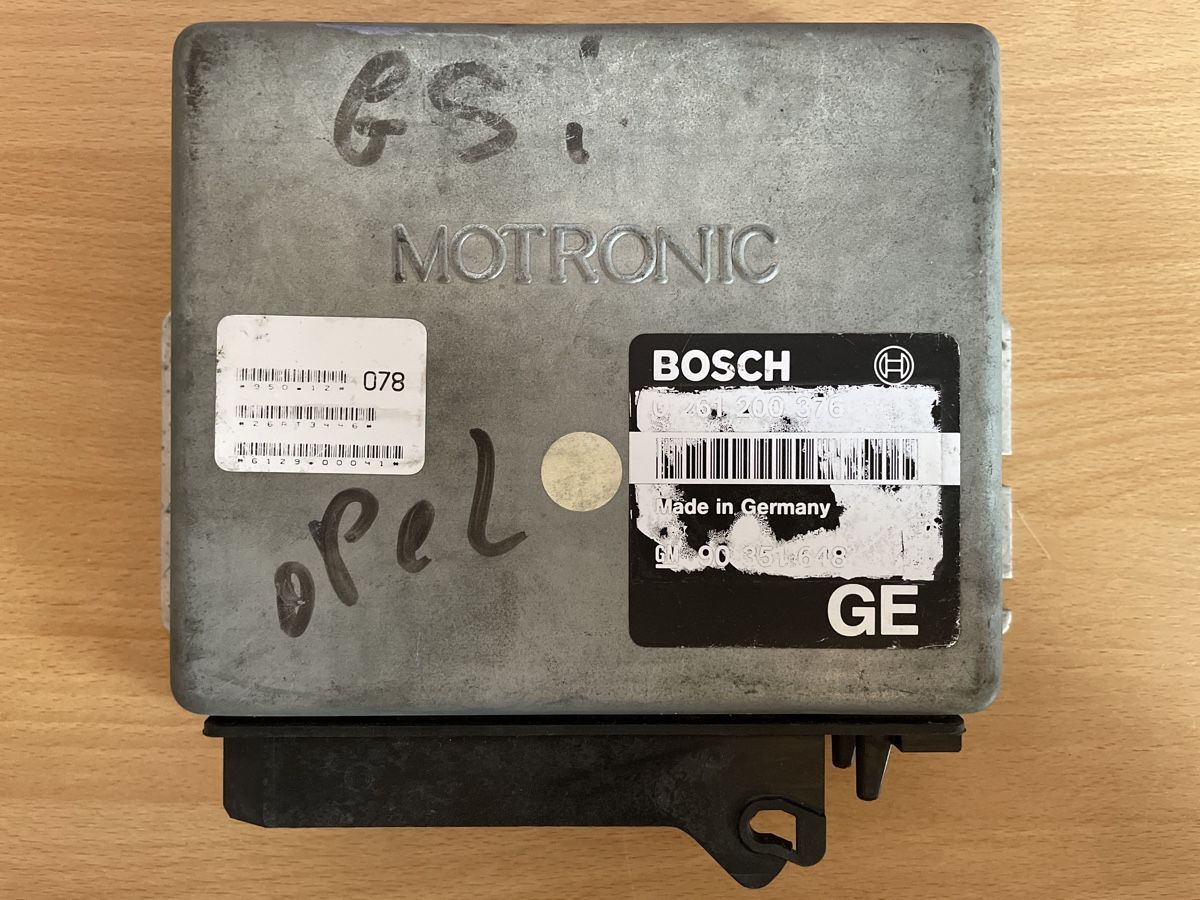 GSi
MOTRONIC
078
*950*12*
*26RT3446*
*6129*00041*
opel
BOSCH
0 261 200 376
Made in Germany
GM 90 351 648
GE